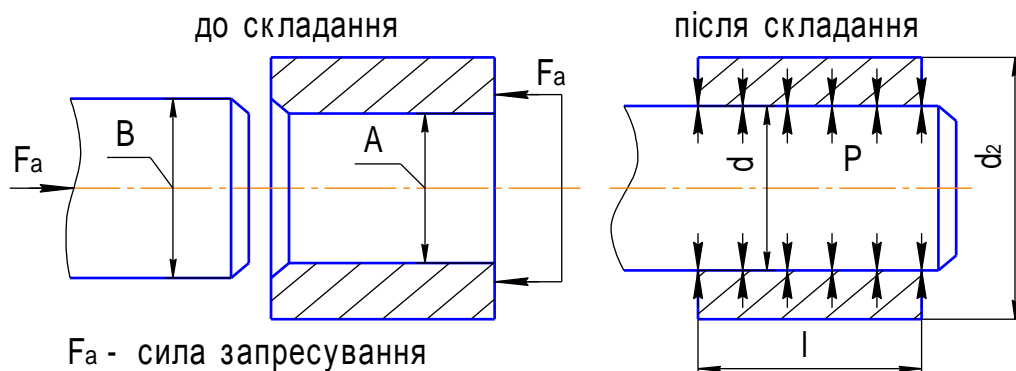 до складання
після складання
Fa
B
A
Fa
d
P
d2
l
Fa - сила запресування